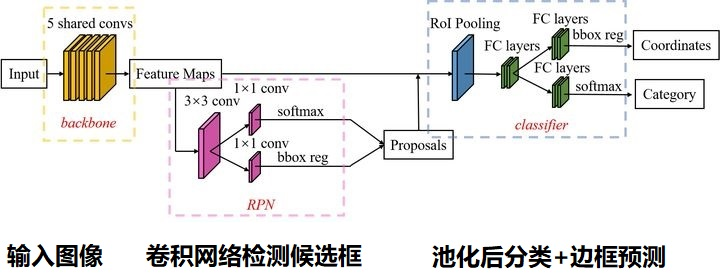 5 shared convs
Input
backbone
Feature Maps
3×3 conv
1×1 conv
softmax
1×1 conv
bbox reg
RPN
Proposals
RoI Pooling
FC layers
FC layers
bbox reg
FC layers
softmax
classifier
Coordinates
Category
输入图像
卷积网络检测候选框
池化后分类+边框预测